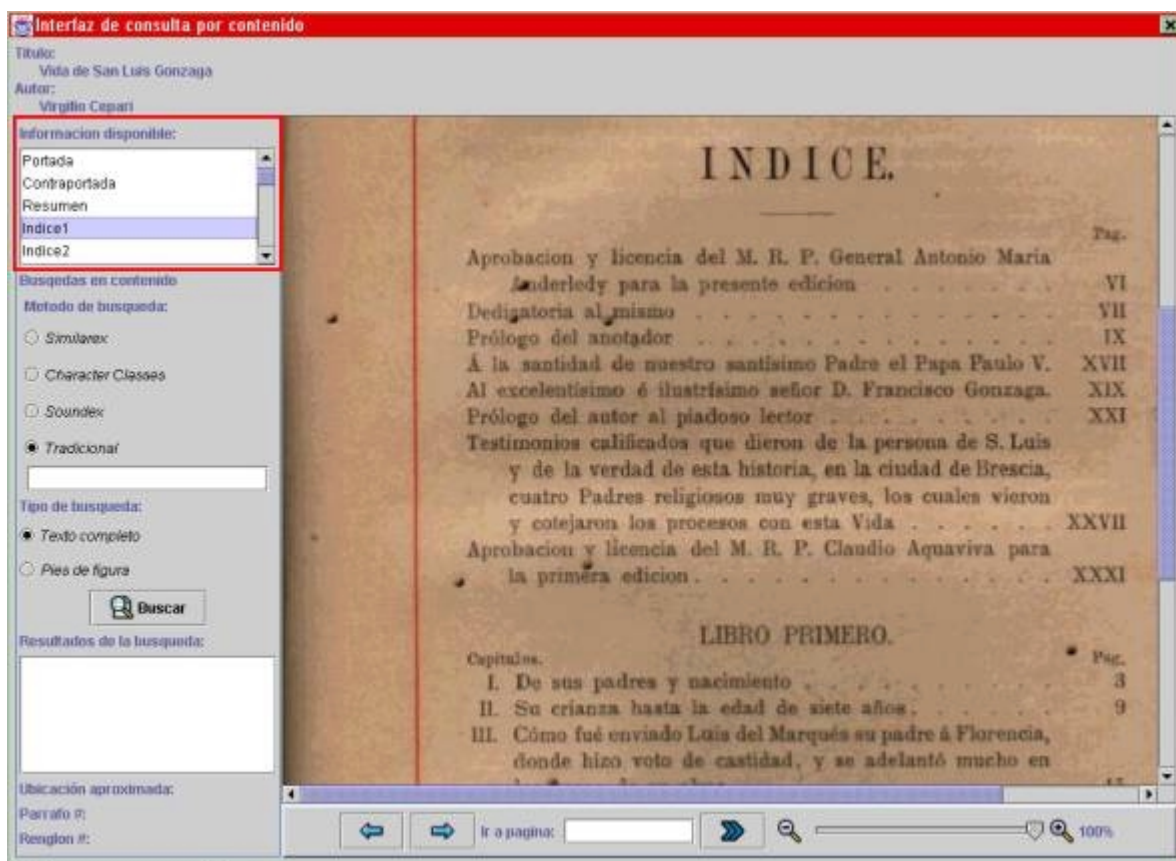 Interfaz de consulta por contenido
Titulo:
Vida de San Luis Gonzaga
Autor:
Virgilio Cepari
Informacion disponible:
Portada
Contraportada
Resumen
Indice1
Indice2
Busqedas en contenido
Metodo de busqueda:
Similarex
Character Classes
Soundex
Tradicional
Tipo de busqueda:
Texto completo
Pies de figura
Buscar
Resultados de la busqueda:
Ubicación aproximada:
Parrafo #:
Renglon #:
INDICE.
Pag.
Aprobacion y licencia del M. R. P. General Antonio Maria
Anderledy para la presente edicion . . . . . . . VI
Dedicatoria al mismo . . . . . . . . . . . . . . VII
Prólogo del anotador . . . . . . . . . . . . . . IX
Á la santidad de nuestro santísimo Padre el Papa Paulo V. XVII
Al excelentísimo é ilustrísimo señor D. Francisco Gonzaga. XIX
Prólogo del autor al piadoso lector . . . . . . . . XXI
Testimonios calificados que dieron de la persona de S. Luis
y de la verdad de esta historia, en la ciudad de Brescia,
cuatro Padres religiosos muy graves, los cuales vieron
y cotejaron los procesos con esta Vida . . . . . . XXVII
Aprobacion y licencia del M. R. P. Claudio Aquaviva para
la primera edicion . . . . . . . . . . . . . . XXXI
LIBRO PRIMERO.
Capitulos. Pag.
I. De sus padres y nacimiento . . . . . . . . . 3
II. Su crianza hasta la edad de siete años . . . . . 9
III. Cómo fué enviado Luis del Marqués su padre á Florencia,
donde hizo voto de castidad, y se adelantó mucho en
Ir a pagina:
100%